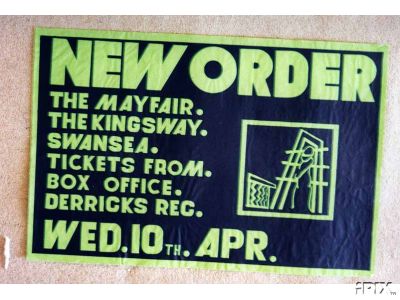 NEW ORDER
THE MAYFAIR.
THE KINGSWAY.
SWANSEA.
TICKETS FROM.
BOX OFFICE.
DERRICKS REC.
WED. 10TH. APR.